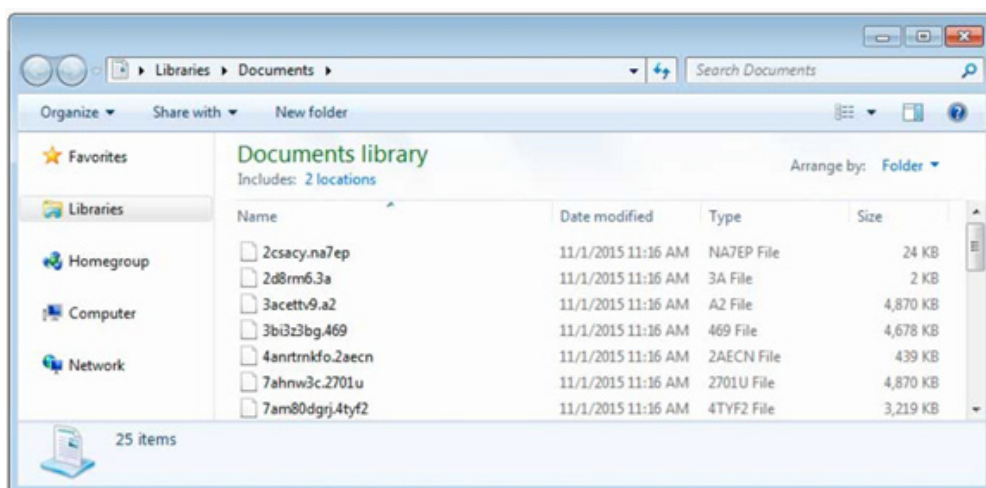 Libraries Documents
Search Documents
Organize Share with New folder
Favorites
Libraries
Homegroup
Computer
Network
Documents library
Includes: 2 locations
Arrange by: Folder
Name Date modified Type Size
2csacy.na7ep 11/1/2015 11:16 AM NA7EP File 24 KB
2d8rm6.3a 11/1/2015 11:16 AM 3A File 2 KB
3acettv9.a2 11/1/2015 11:16 AM A2 File 4,870 KB
3bi3z3bg.469 11/1/2015 11:16 AM 469 File 4,678 KB
4anrtrnkfo.2aecn 11/1/2015 11:16 AM 2AECN File 439 KB
7ahnw3c.2701u 11/1/2015 11:16 AM 2701U File 4,870 KB
7am80dgrj.4tyf2 11/1/2015 11:16 AM 4TYF2 File 3,219 KB
25 items